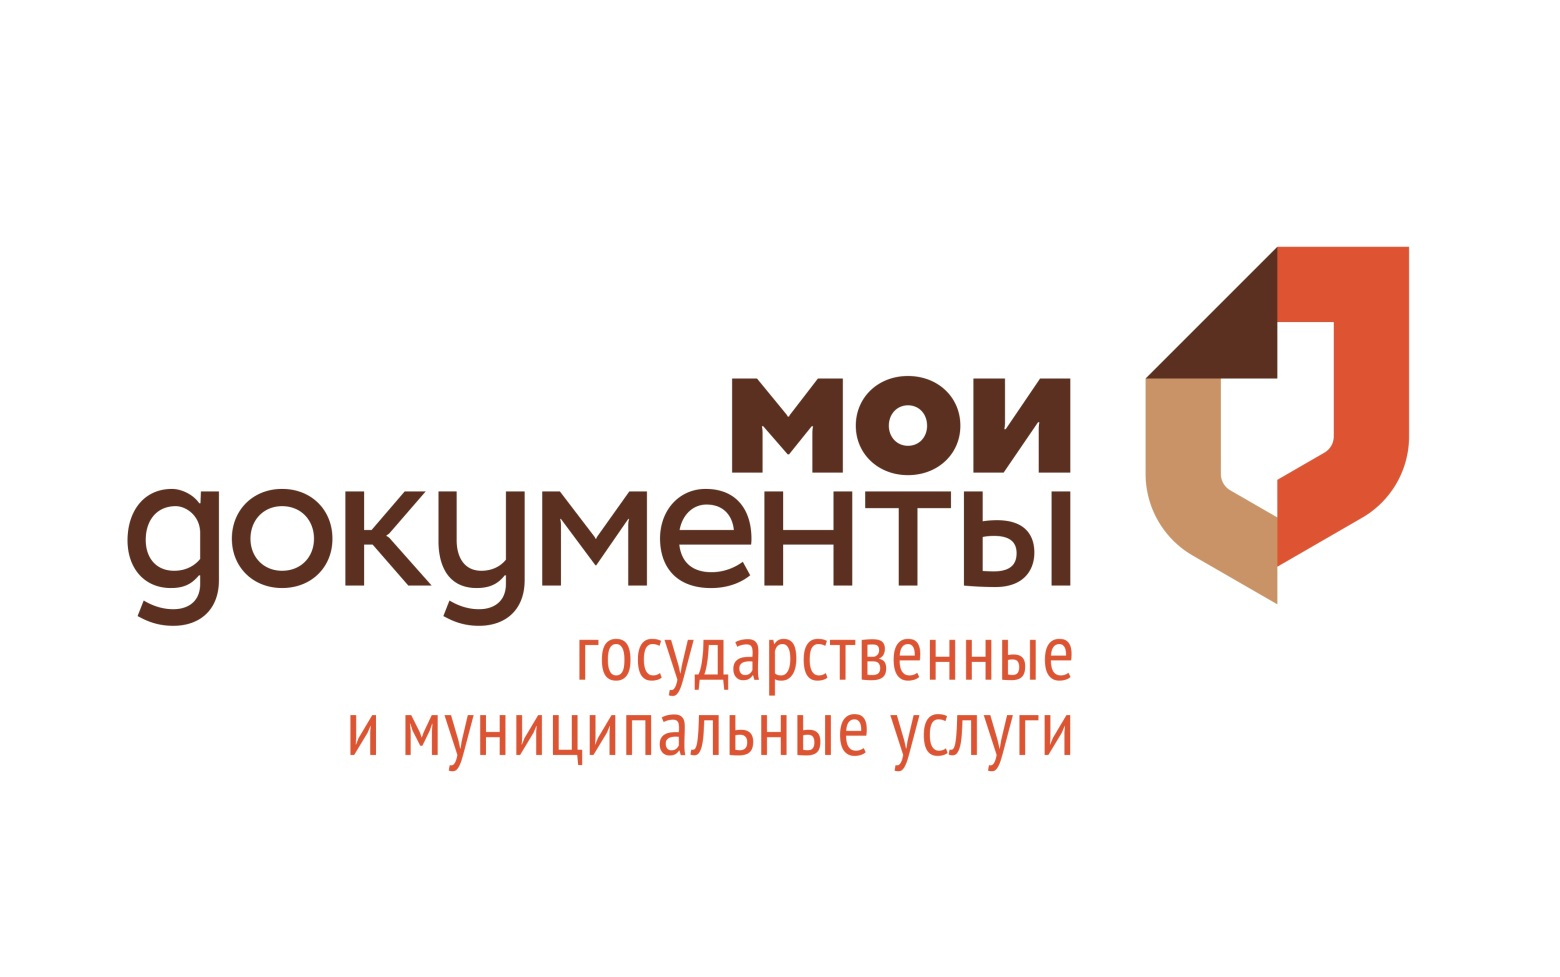 мои
документы
государственные
и муниципальные услуги